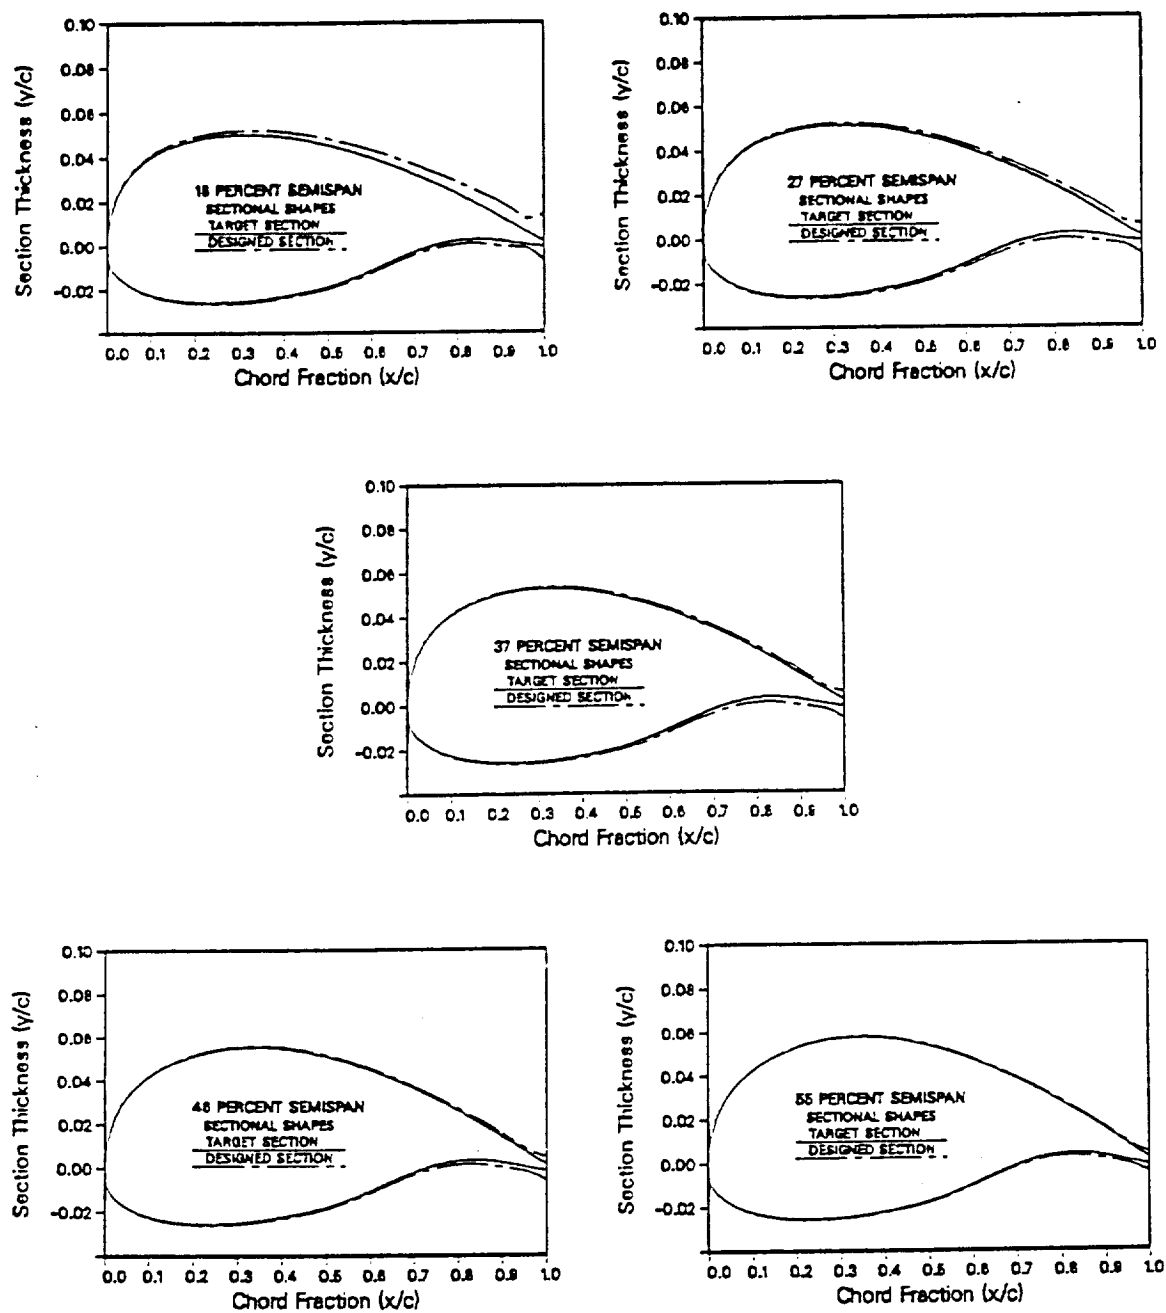 0.10
0.08
0.06
0.04
0.02
0.00
-0.02
Section Thickness (y/c)
18 PERCENT SEMISPAN
SECTIONAL SHAPES
TARGET SECTION
DESIGNED SECTION
0.0 0.1 0.2 0.3 0.4 0.5 0.6 0.7 0.8 0.9 1.0
Chord Fraction (x/c)
0.10
0.08
0.06
0.04
0.02
0.00
-0.02
Section Thickness (y/c)
27 PERCENT SEMISPAN
SECTIONAL SHAPES
TARGET SECTION
DESIGNED SECTION
0.0 0.1 0.2 0.3 0.4 0.5 0.6 0.7 0.8 0.9 1.0
Chord Fraction (x/c)
0.10
0.08
0.06
0.04
0.02
0.00
-0.02
Section Thickness (y/c)
37 PERCENT SEMISPAN
SECTIONAL SHAPES
TARGET SECTION
DESIGNED SECTION
0.0 0.1 0.2 0.3 0.4 0.5 0.6 0.7 0.8 0.9 1.0
Chord Fraction (x/c)
0.10
0.08
0.06
0.04
0.02
0.00
-0.02
Section Thickness (y/c)
PERCENT SEMISPAN
SECTIONAL SHAPES
TARGET SECTION
DESIGNED SECTION
0.0 0.1 0.2 0.3 0.4 0.5 0.6 0.7 0.8 0.9 1.0
Chord Fraction (x/c)
0.10
0.08
0.06
0.04
0.02
0.00
-0.02
Section Thickness (y/c)
PERCENT SEMISPAN
SECTIONAL SHAPES
TARGET SECTION
DESIGNED SECTION
0.0 0.1 0.2 0.3 0.4 0.5 0.6 0.7 0.8 0.9 1.0
Chord Fraction (x/c)